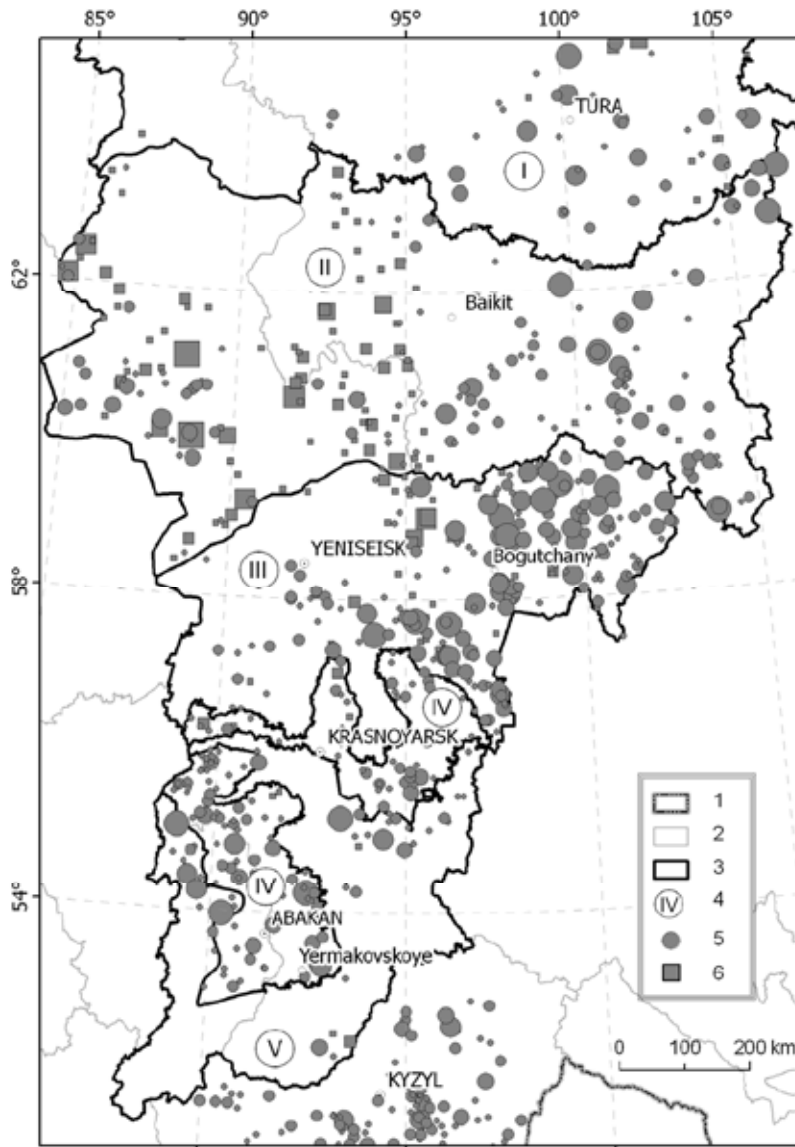 85° 90° 95° 100° 105°
TURA
I
II
62°
Baikit
YENISEISK
Bogutchany
III
58°
IV
KRASNOYARSK
1
2
3
IV 4
IV
54°
5
ABAKAN
6
Yermakovskoye
V
0 100 200 km
KYZYL